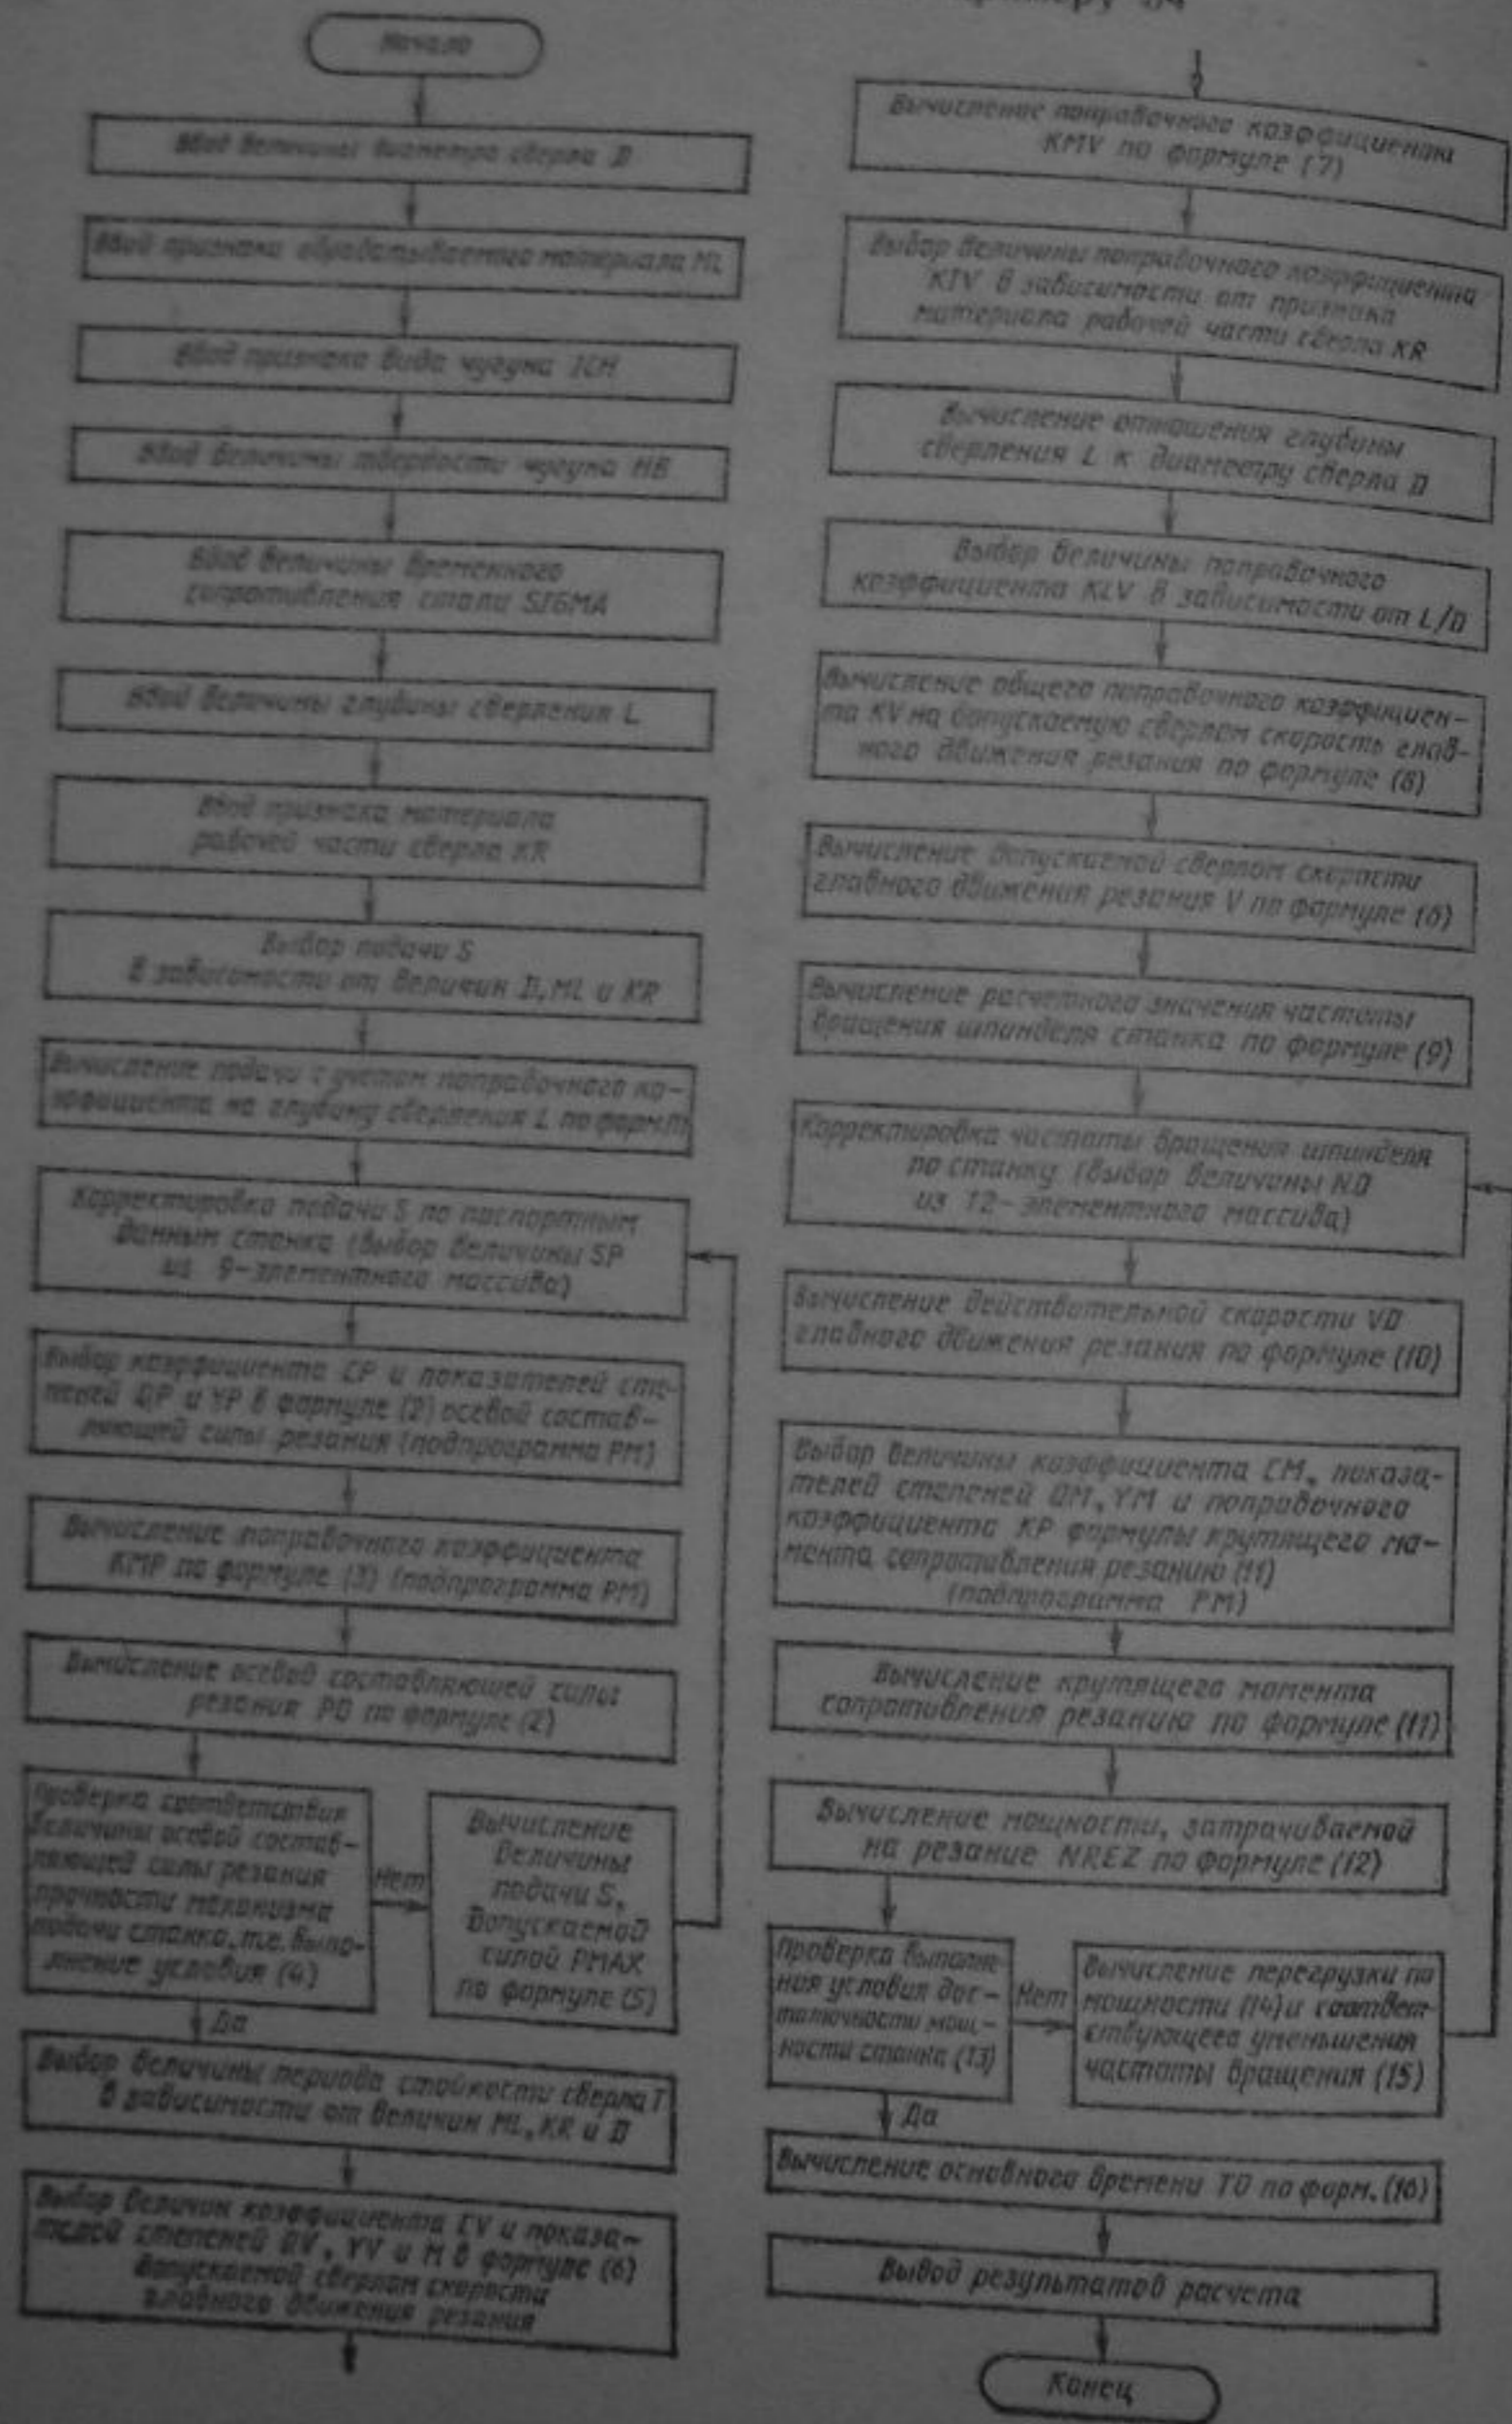 примеру 54
Начало
Ввод величины диаметра сверла D
Ввод признака обрабатываемого материала ML
Ввод признака вида чугуна ICH
Ввод величины твердости чугуна HB
Ввод величины временного
сопротивления стали SIGMA
Ввод величины глубины сверления L
Ввод признака материала
рабочей части сверла KR
Выбор подачи S
в зависимости от величин D, ML и KR
Вычисление подачи с учетом поправочного ко-
эффициента на глубину сверления L по форм.(1)
Корректировка подачи S по паспортным
данным станка (выбор величины SP
из 9-элементного массива)
Выбор коэффициента CP и показателей сте-
пеней QP и YP в формуле (2) осевой состав-
ляющей силы резания (подпрограмма PM)
Вычисление поправочного коэффициента
KMP по формуле (3) (подпрограмма PM)
Вычисление осевой составляющей силы
резания PO по формуле (2)
Проверка соответствия
величины осевой состав-
ляющей силы резания
прочности механизма
подачи станка, т.е. выпо-
лнение условия (4)
Нет
Вычисление
величины
подачи S,
допускаемой
силой PMAX
по формуле (5)
Да
Выбор величины периода стойкости сверла T
в зависимости от величин ML, KR и D
Выбор величин коэффициента CV и показа-
телей степеней QV, YV и M в формуле (6)
допускаемой сверлом скорости
главного движения резания
Вычисление поправочного коэффициента
KMV по формуле (7)
Выбор величины поправочного коэффициента
KIV в зависимости от признака
материала рабочей части сверла KR
Вычисление отношения глубины
сверления L к диаметру сверла D
Выбор величины поправочного
коэффициента KLV в зависимости от L/D
Вычисление общего поправочного коэффициен-
та KV на допускаемую сверлом скорость глав-
ного движения резания по формуле (8)
Вычисление допускаемой сверлом скорости
главного движения резания V по формуле (6)
Вычисление расчетного значения частоты
вращения шпинделя станка по формуле (9)
Корректировка частоты вращения шпинделя
по станку (выбор величины ND
из 12-элементного массива)
Вычисление действительной скорости VD
главного движения резания по формуле (10)
Выбор величины коэффициента CM, показа-
телей степеней QM, YM и поправочного
коэффициента KP формулы крутящего мо-
мента сопротивления резанию (11)
(подпрограмма PM)
Вычисление крутящего момента
сопротивления резанию по формуле (11)
Вычисление мощности, затрачиваемой
на резание NREZ по формуле (12)
Проверка выполне-
ния условия дос-
таточности мощ-
ности станка (13)
Нет
Вычисление перегрузки по
мощности (14) и соответ-
ствующего уменьшения
частоты вращения (15)
Да
Вычисление основного времени TO по форм. (16)
Вывод результатов расчета
Конец